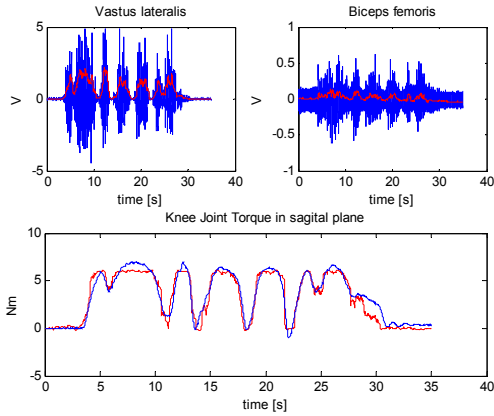 Vastus lateralis
5
0
-5
V
0 10 20 30 40
time [s]
Biceps femoris
1
0.5
0
-0.5
-1
V
0 10 20 30 40
time [s]
Knee Joint Torque in sagital plane
10
5
0
-5
Nm
0 5 10 15 20 25 30 35 40
time [s]